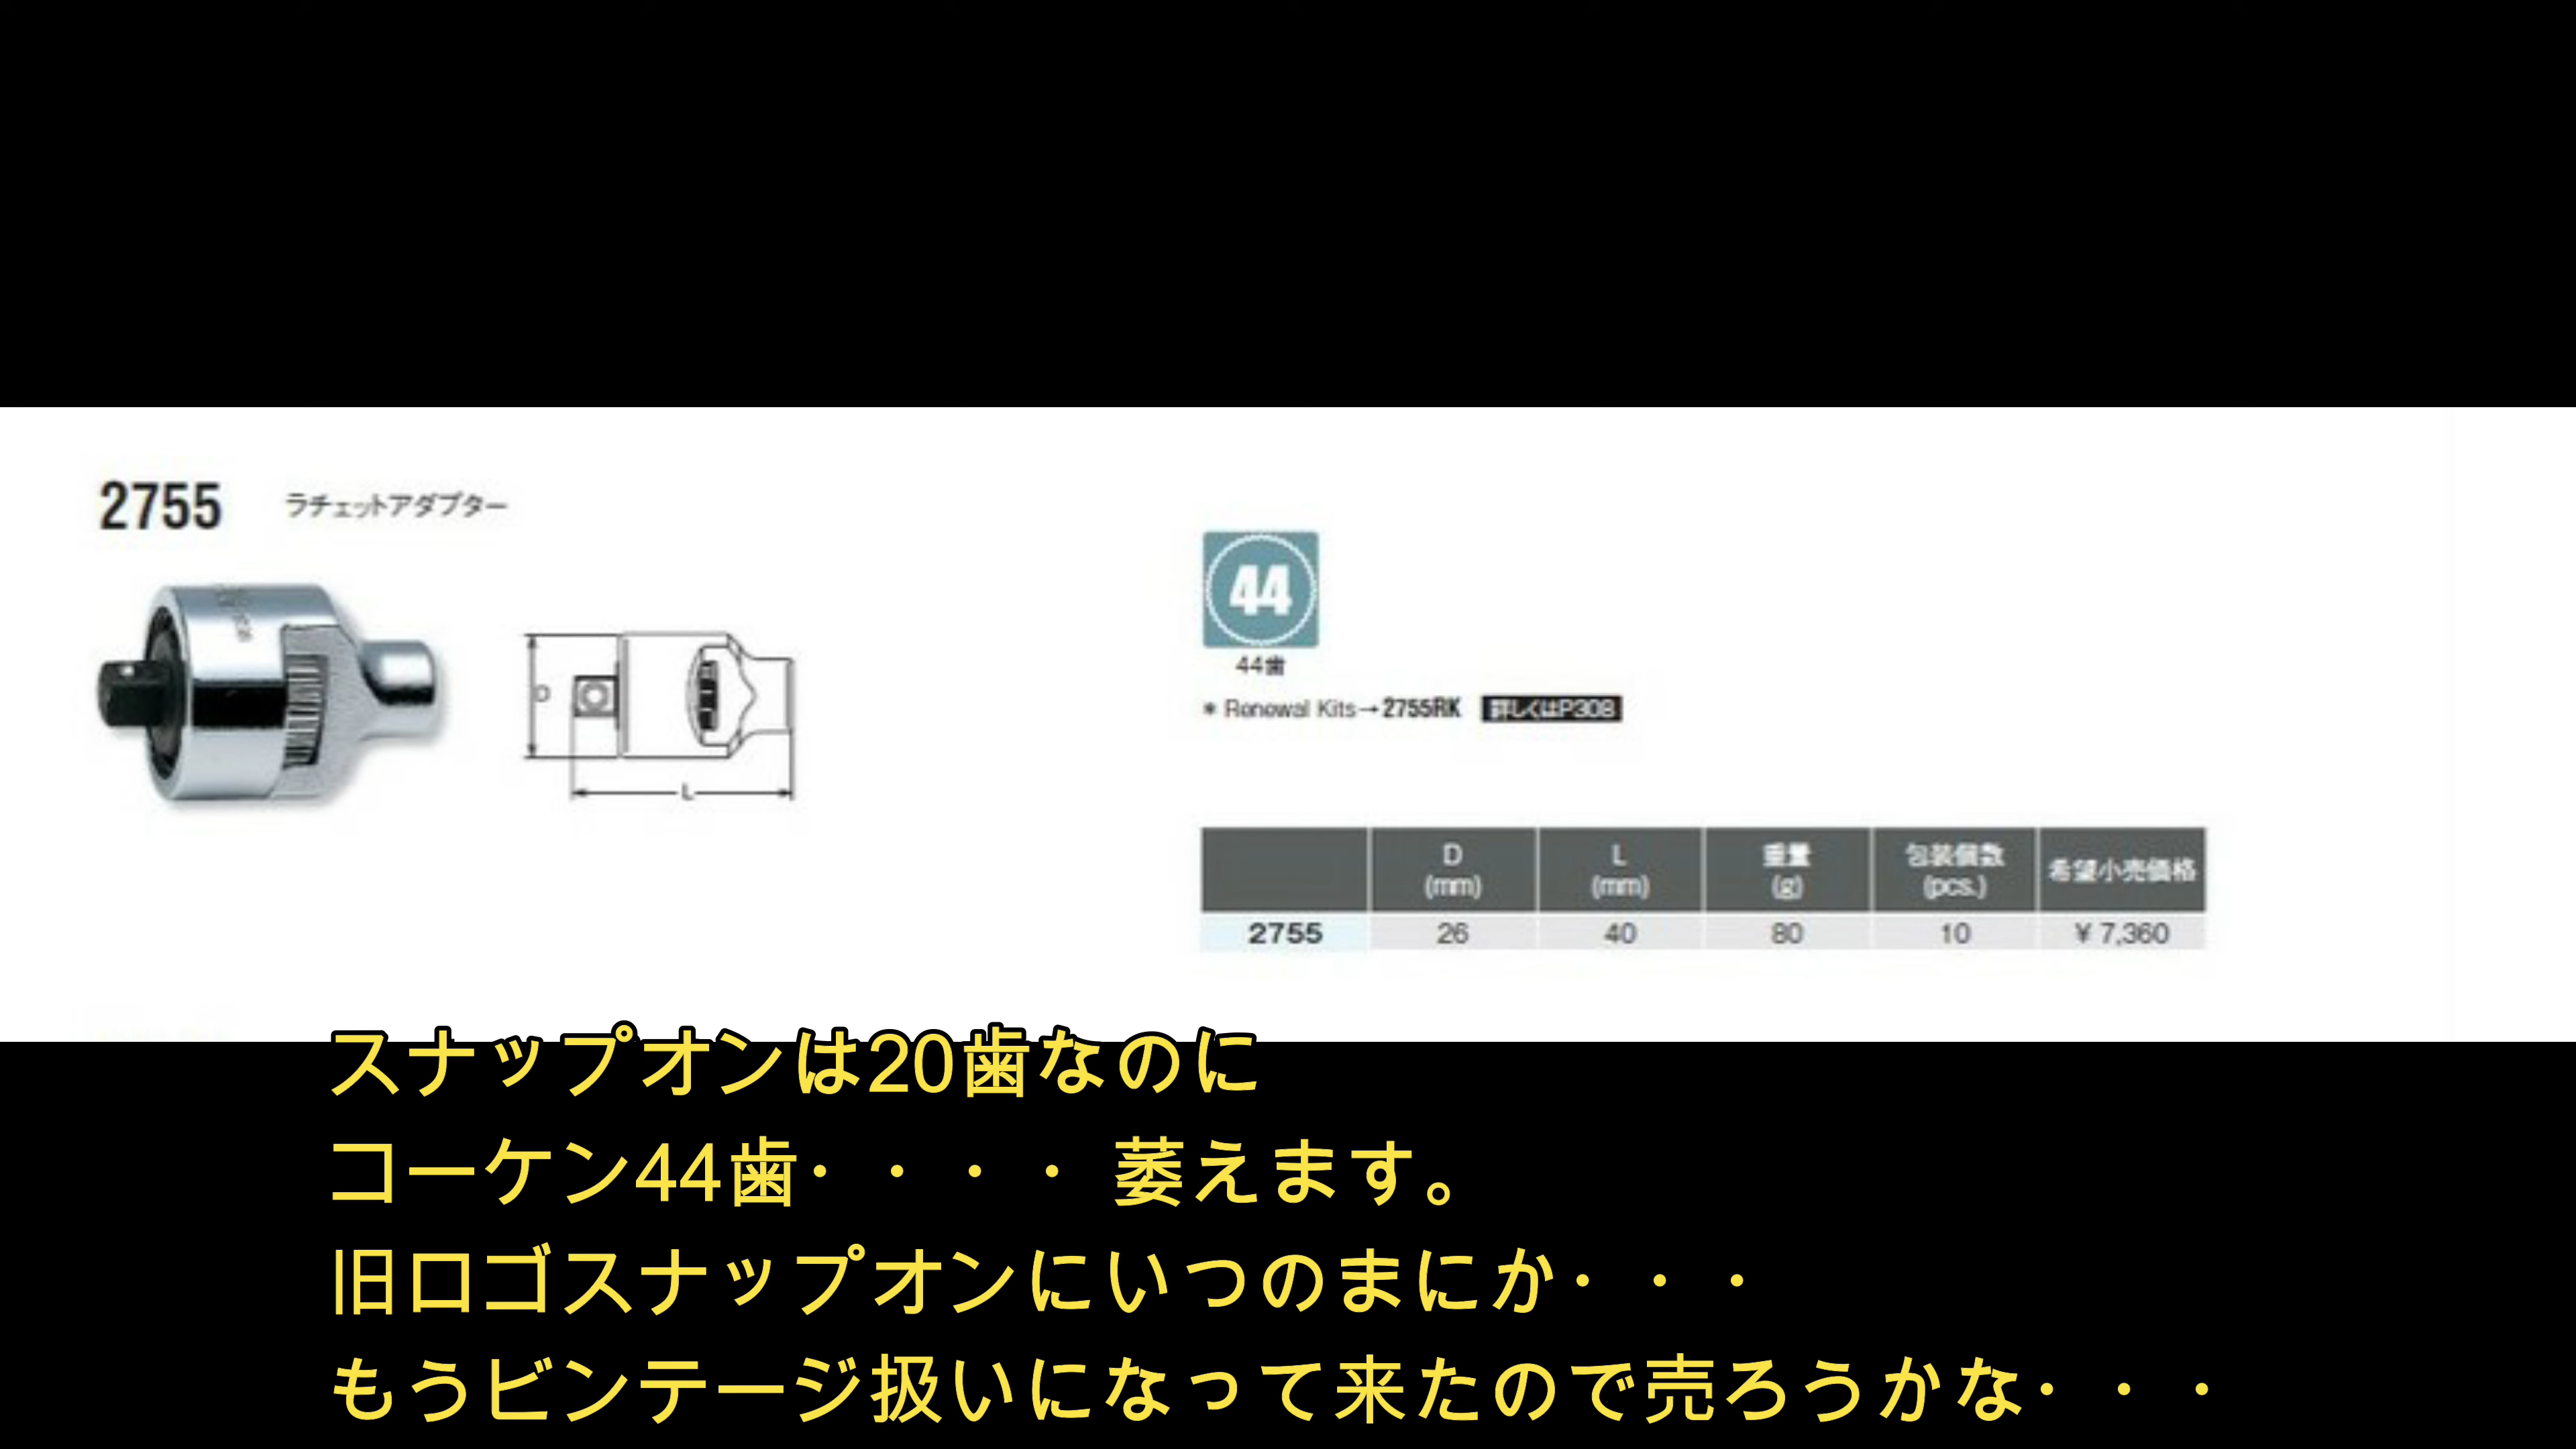 2755 ラチェットアダプター
44
44歯
* Renewal Kits→2755RK 詳しくはP308
D
L
D (mm) L (mm) 重量 (g) 包装個数 (pcs.) 希望小売価格
2755 26 40 80 10 ¥ 7,360
スナップオンは20歯なのに
コーケン44歯・・・・萎えます。
旧ロゴスナップオンにいつのまにか・・・
もうビンテージ扱いになって来たので売ろうかな・・・